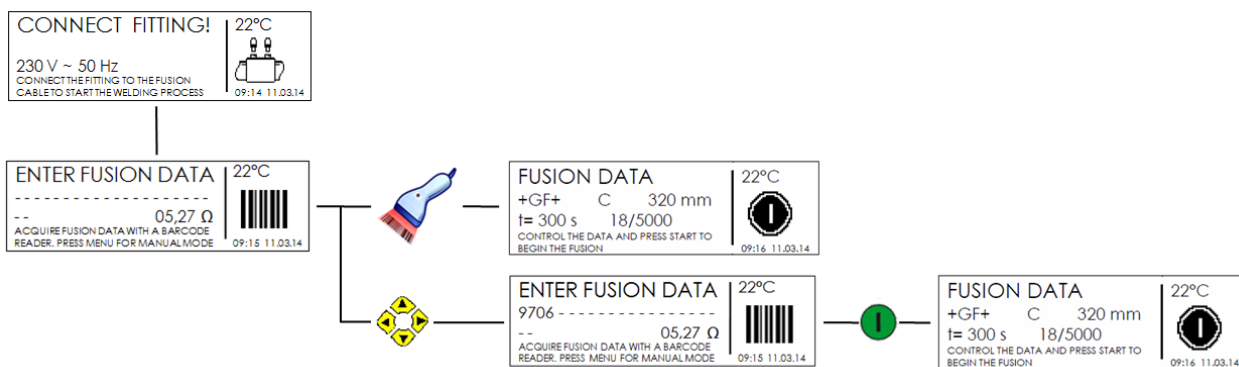 CONNECT FITTING!
22°C
230 V ~ 50 Hz
CONNECT THE FITTING TO THE FUSION
CABLE TO START THE WELDING PROCESS
09:14 11.03.14
ENTER FUSION DATA
22°C
- - - - - - - - - - - - - - - - - - - -
- - 05,27 Ω
ACQUIRE FUSION DATA WITH A BARCODE
READER. PRESS MENU FOR MANUAL MODE
09:15 11.03.14
FUSION DATA
22°C
+GF+ C 320 mm
t= 300 s 18/5000
CONTROL THE DATA AND PRESS START TO
BEGIN THE FUSION
09:16 11.03.14
ENTER FUSION DATA
22°C
9706 - - - - - - - - - - - - - - - -
- - 05,27 Ω
ACQUIRE FUSION DATA WITH A BARCODE
READER. PRESS MENU FOR MANUAL MODE
09:15 11.03.14
FUSION DATA
22°C
+GF+ C 320 mm
t= 300 s 18/5000
CONTROL THE DATA AND PRESS START TO
BEGIN THE FUSION
09:16 11.03.14